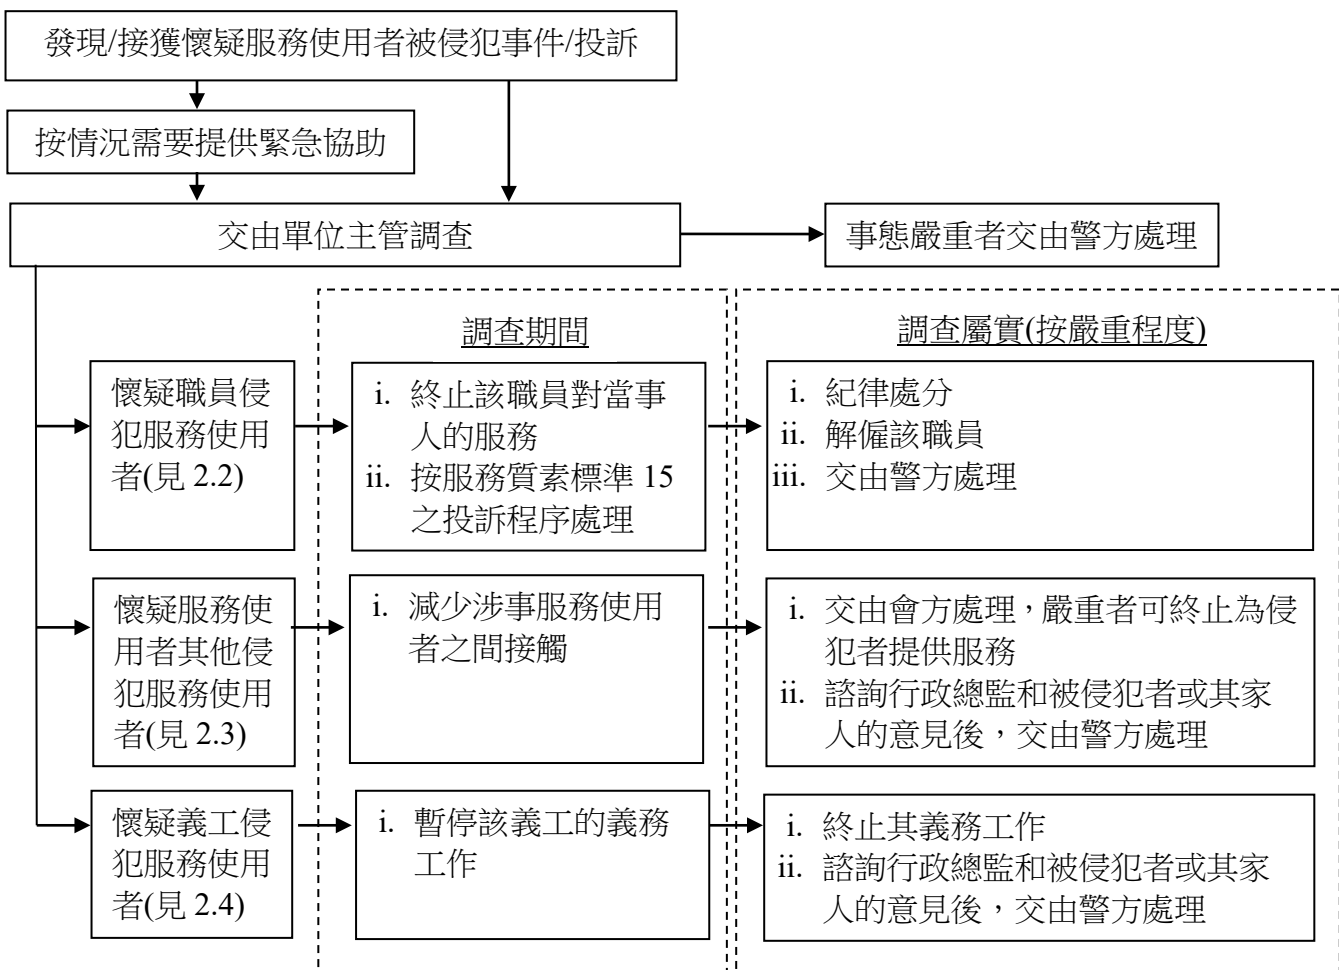 發現/接獲懷疑服務使用者被侵犯事件/投訴
按情況需要提供緊急協助
交由單位主管調查
事態嚴重者交由警方處理
調查期間
調查屬實(按嚴重程度)
懷疑職員侵
犯服務使用
者(見 2.2)
i. 終止該職員對當事
人的服務
ii. 按服務質素標準 15
之投訴程序處理
i. 紀律處分
ii. 解僱該職員
iii. 交由警方處理
懷疑服務使
用者其他侵
犯服務使用
者(見 2.3)
i. 減少涉事服務使用
者之間接觸
i. 交由會方處理，嚴重者可終止為侵
犯者提供服務
ii. 諮詢行政總監和被侵犯者或其家
人的意見後，交由警方處理
懷疑義工侵
犯服務使用
者(見 2.4)
i. 暫停該義工的義務
工作
i. 終止其義務工作
ii. 諮詢行政總監和被侵犯者或其家
人的意見後，交由警方處理